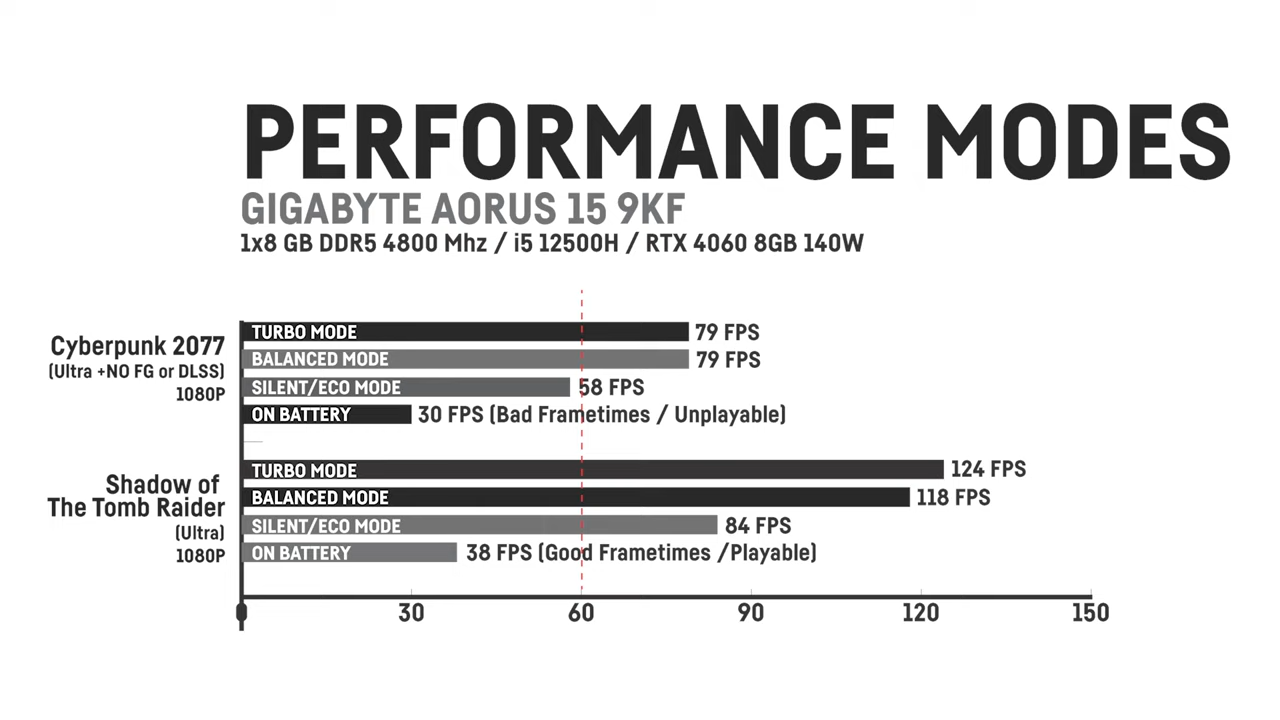 PERFORMANCE MODES
GIGABYTE AORUS 15 9KF
1x8 GB DDR5 4800 Mhz / i5 12500H / RTX 4060 8GB 140W
Cyberpunk 2077
(Ultra +NO FG or DLSS)
1080P
TURBO MODE 79 FPS
BALANCED MODE 79 FPS
SILENT/ECO MODE 58 FPS
ON BATTERY 30 FPS (Bad Frametimes / Unplayable)
Shadow of
The Tomb Raider
(Ultra)
1080P
TURBO MODE 124 FPS
BALANCED MODE 118 FPS
SILENT/ECO MODE 84 FPS
ON BATTERY 38 FPS (Good Frametimes /Playable)
0 30 60 90 120 150